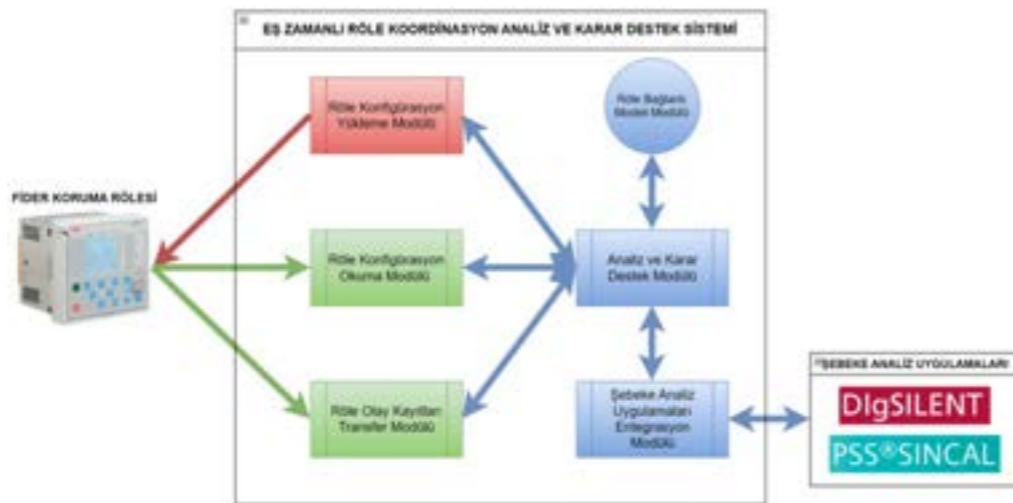 EŞ ZAMANLI RÖLE KOORDİNASYON ANALİZ VE KARAR DESTEK SİSTEMİ
Röle Konfigürasyon
Yükleme Modülü
Röle Bağlantı
Model Modülü
FİDER KORUMA RÖLESİ
Röle Konfigürasyon
Okuma Modülü
Analiz ve Karar
Destek Modülü
Röle Olay Kayıtları
Transfer Modülü
Şebeke Analiz
Uygulamaları
Entegrasyon
Modülü
ŞEBEKE ANALİZ UYGULAMALARI
DIgSILENT
PSS®SINCAL